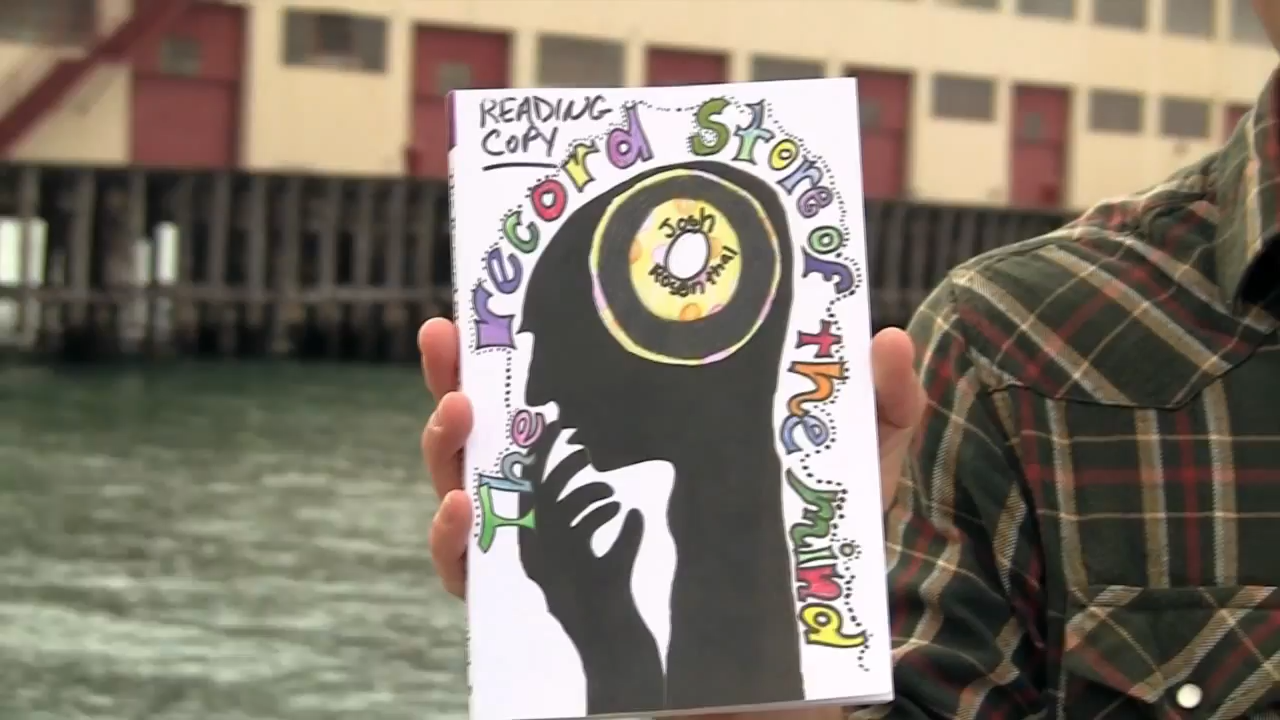 READING
COPY
The record Store of the mind
Josh
Rosenthal